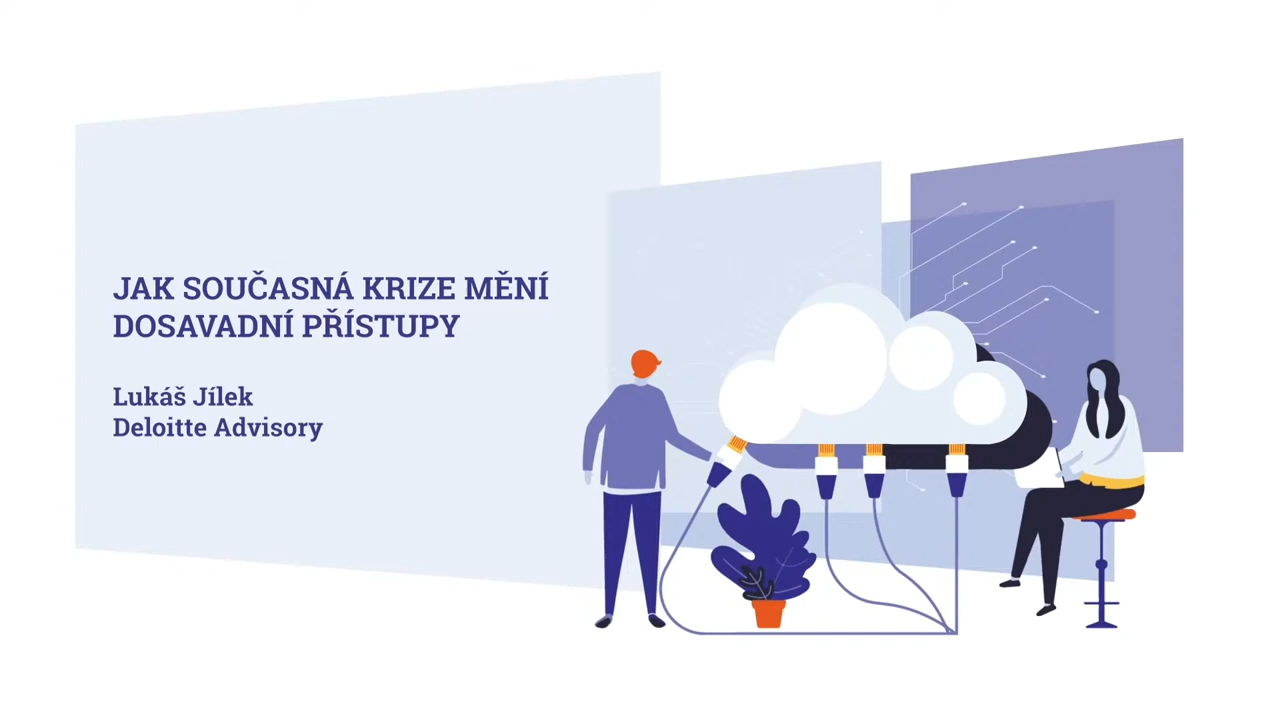 JAK SOUČASNÁ KRIZE MĚNÍ
DOSAVADNÍ PŘÍSTUPY
Lukáš Jílek
Deloitte Advisory